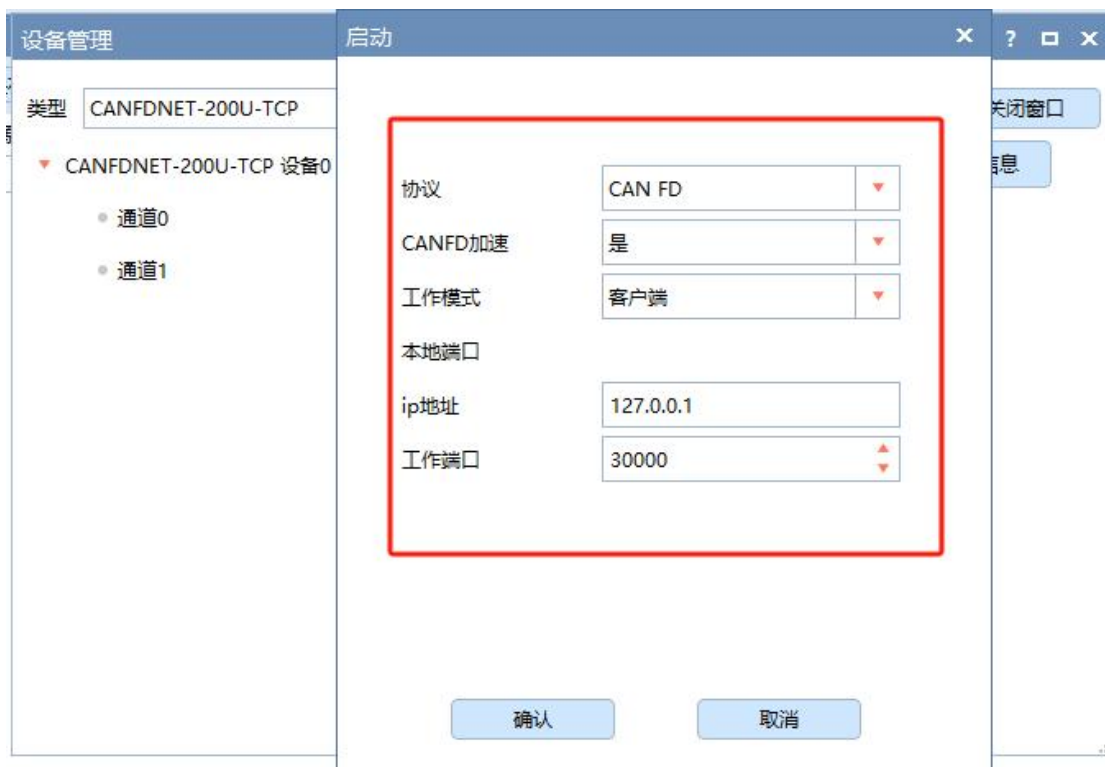 设备管理
启动
类型
CANFDNET-200U-TCP
关闭窗口
CANFDNET-200U-TCP 设备0
信息
通道0
通道1
协议
CAN FD
CANFD加速
是
工作模式
客户端
本地端口
ip地址
127.0.0.1
工作端口
30000
确认
取消